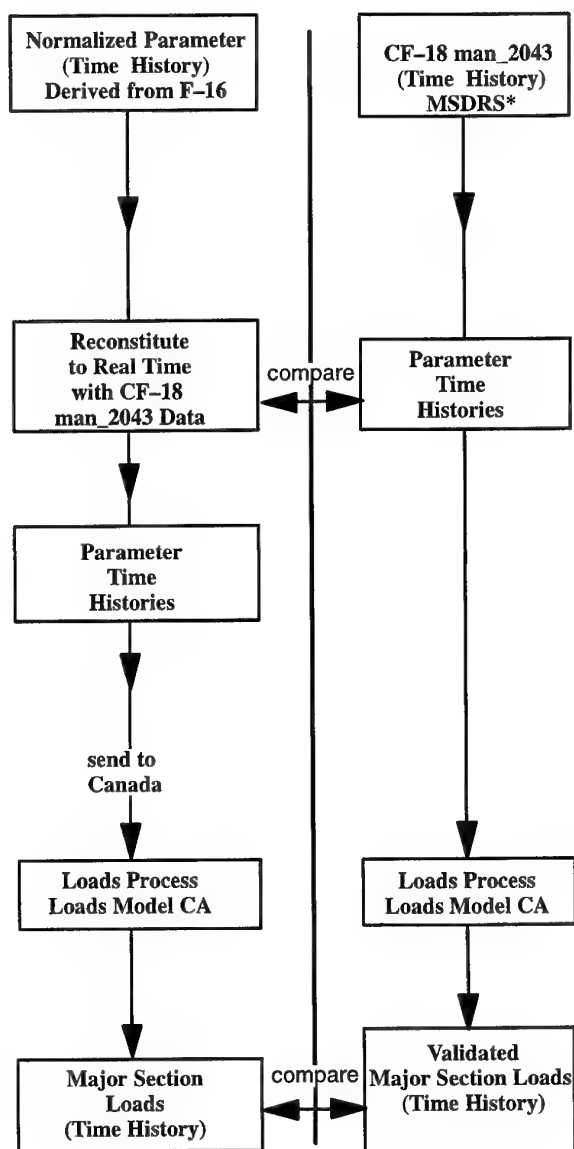 Normalized Parameter
(Time History)
Derived from F-16
CF-18 man_2043
(Time History)
MSDRS*
Reconstitute
to Real Time
with CF-18
man_2043 Data
compare
Parameter
Time
Histories
Parameter
Time
Histories
send to
Canada
Loads Process
Loads Model CA
Loads Process
Loads Model CA
Major Section
Loads
(Time History)
compare
Validated
Major Section Loads
(Time History)